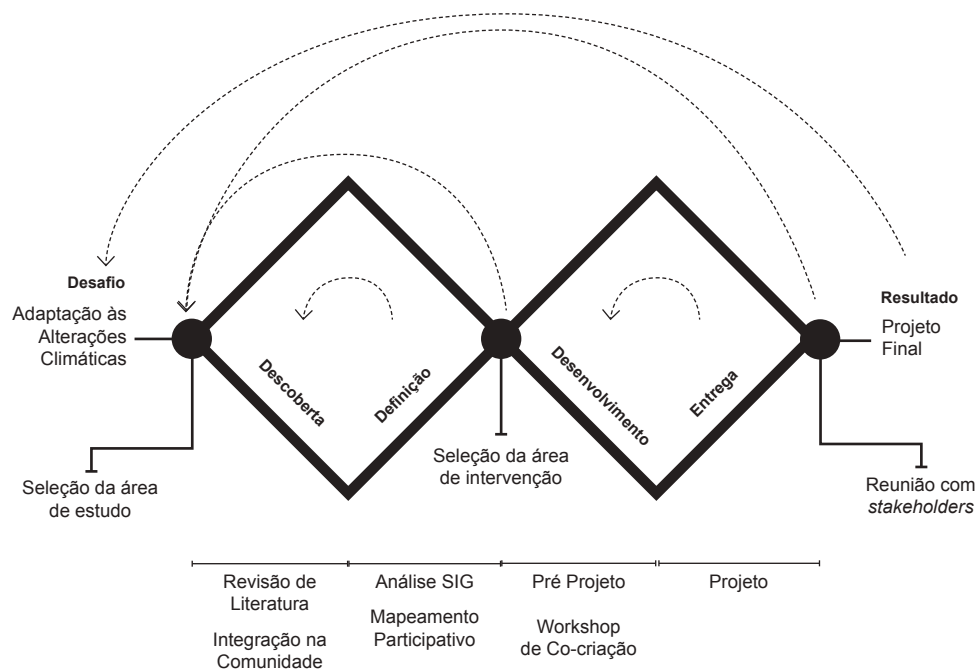 Desafio
Adaptação às
Alterações
Climáticas
Resultado
Projeto
Final
Descoberta
Definição
Desenvolvimento
Entrega
Seleção da área
de estudo
Seleção da área
de intervenção
Reunião com
stakeholders
Revisão de
Literatura
Integração na
Comunidade
Análise SIG
Mapeamento
Participativo
Pré Projeto
Workshop
de Co-criação
Projeto